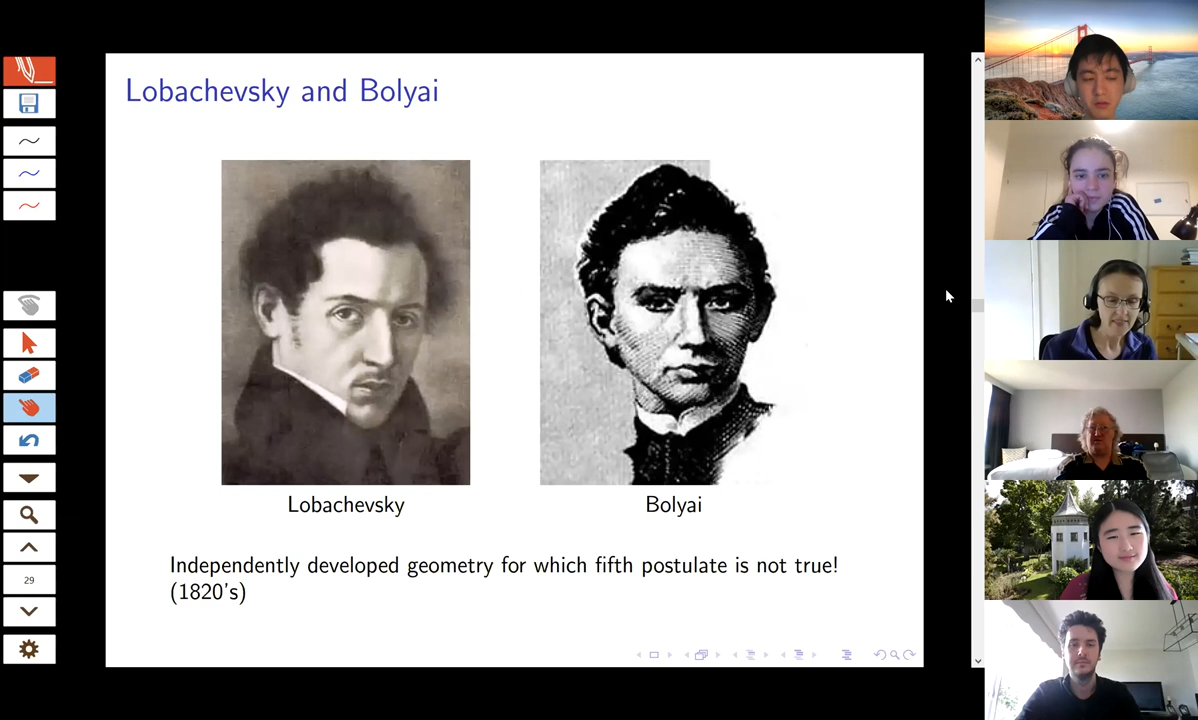 Lobachevsky and Bolyai
Lobachevsky
Bolyai
Independently developed geometry for which fifth postulate is not true!
(1820's)
29